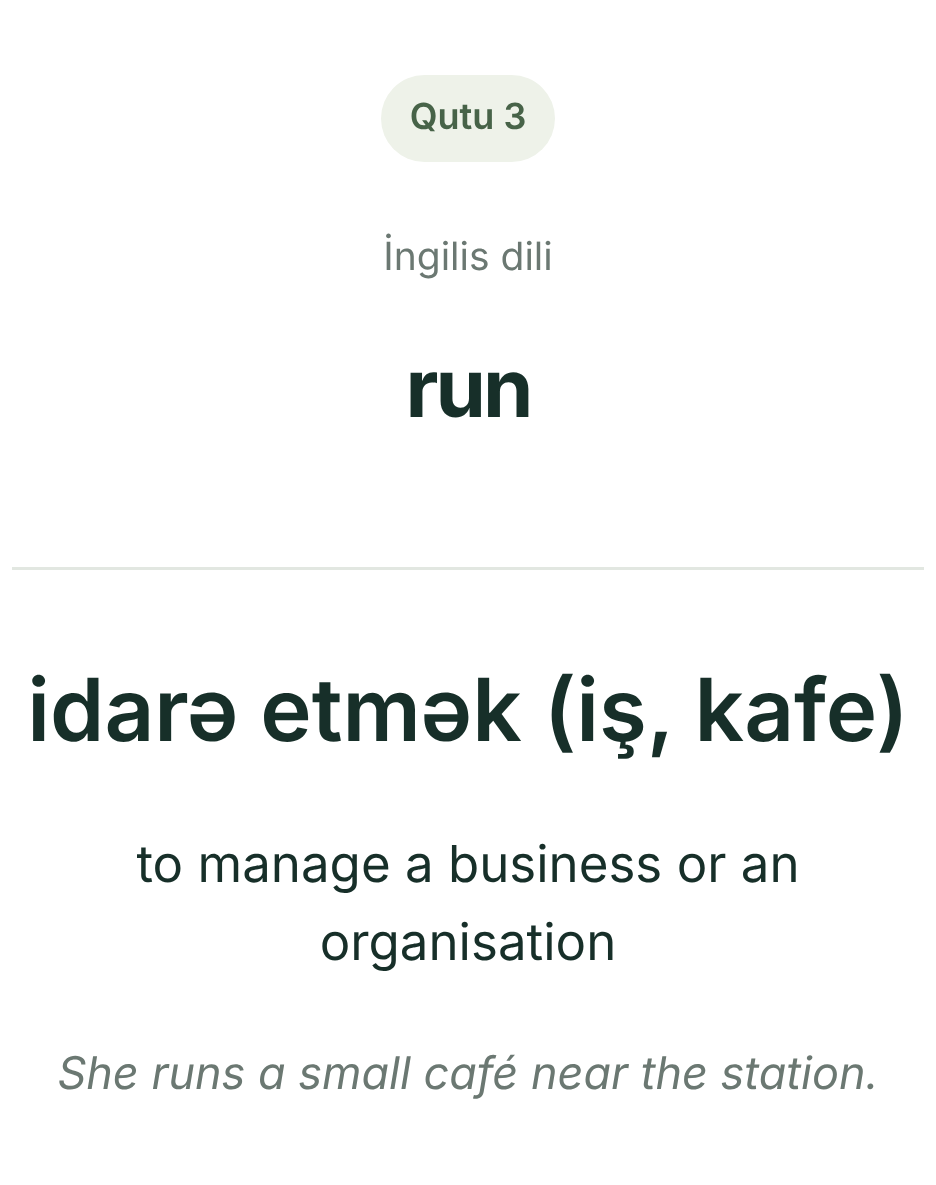 Qutu 3
İngilis dili
run
idarə etmək (iş, kafe)
to manage a business or an
organisation
She runs a small café near the station.